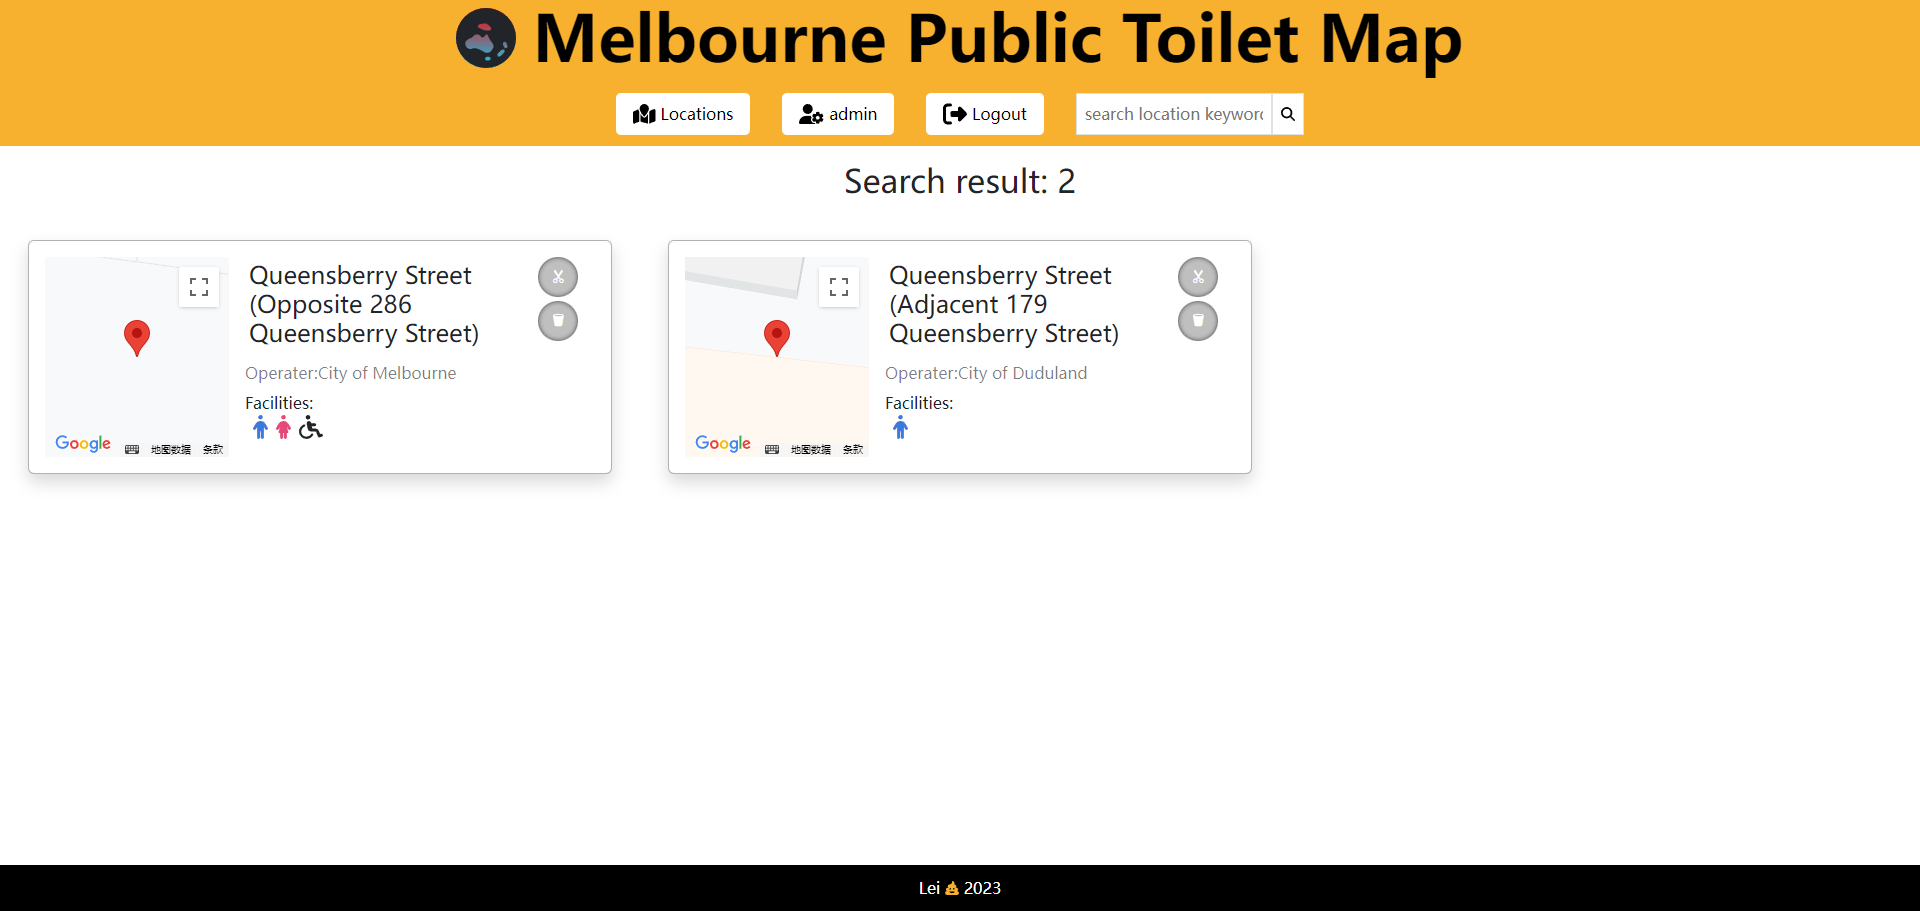 Melbourne Public Toilet Map
Locations
admin
Logout
search location keyword
Search result: 2
Queensberry Street
(Opposite 286
Queensberry Street)
Operater:City of Melbourne
Facilities:
Google
地图数据
条款
Queensberry Street
(Adjacent 179
Queensberry Street)
Operater:City of Duduland
Facilities:
Google
地图数据
条款
Lei 2023